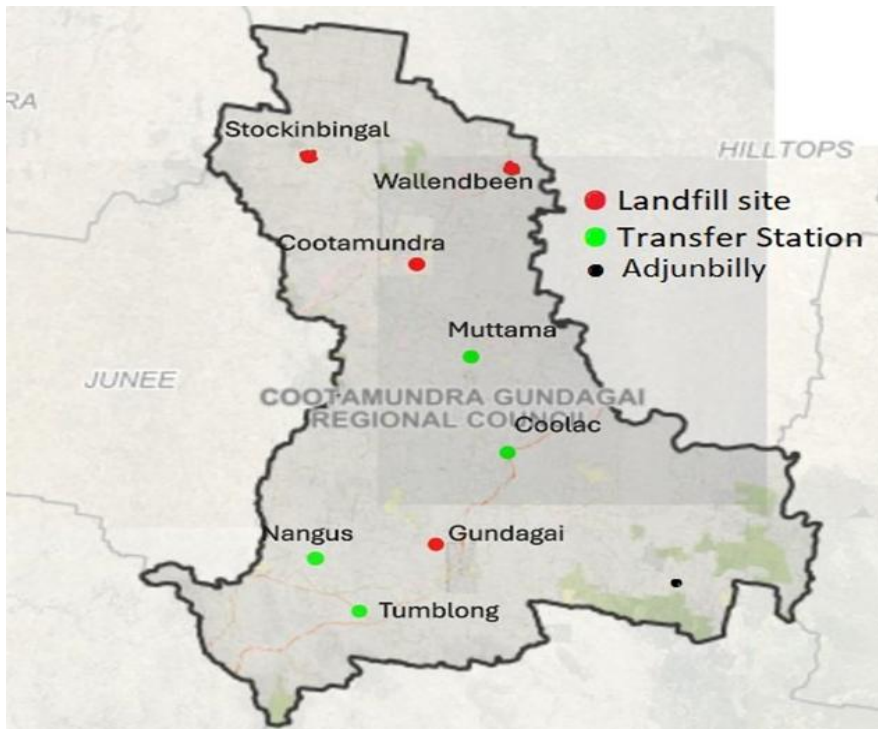 RA
Stockinbingal
HILLTOPS
Wallendbeen
Landfill site
Cootamundra
Transfer Station
Adjunbilly
Muttama
JUNEE
COOTAMUNDRA GUNDAGAI
REGIONAL COUNCIL
Coolac
Nangus
Gundagai
Tumblong